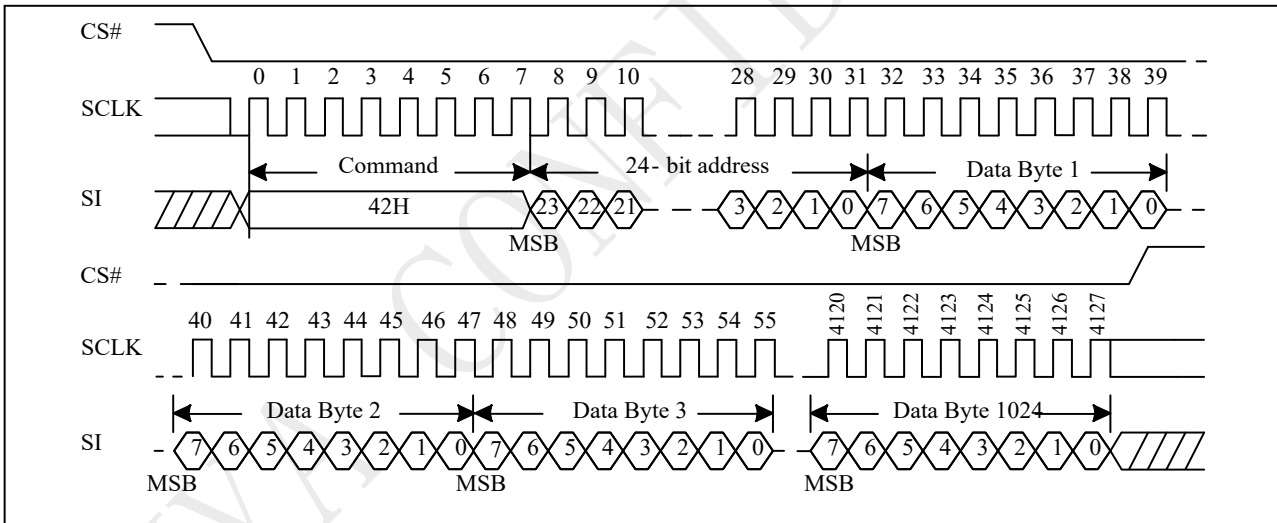 CS#
0 1 2 3 4 5 6 7 8 9 10 28 29 30 31 32 33 34 35 36 37 38 39
SCLK
Command 24- bit address Data Byte 1
SI 42H 23 22 21 3 2 1 0 7 6 5 4 3 2 1 0
MSB MSB
CS#
40 41 42 43 44 45 46 47 48 49 50 51 52 53 54 55 4120 4121 4122 4123 4124 4125 4126 4127
SCLK
Data Byte 2 Data Byte 3 Data Byte 1024
SI 7 6 5 4 3 2 1 0 7 6 5 4 3 2 1 0 7 6 5 4 3 2 1 0
MSB MSB MSB